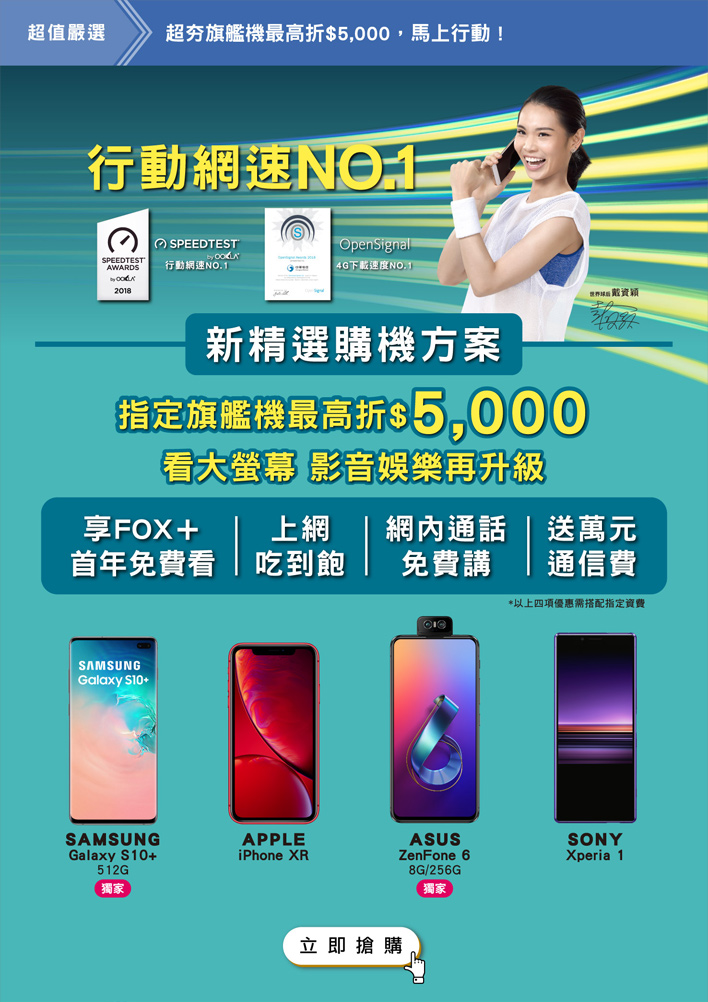 超值嚴選
超夯旗艦機最高折$5,000，馬上行動！
行動網速NO.1
SPEEDTEST
AWARDS
by OOKLA
2018
SPEEDTEST
by OOKLA
行動網速NO.1
OpenSignal
4G下載速度NO.1
世界球后 戴資穎
新精選購機方案
指定旗艦機最高折$5,000
看大螢幕 影音娛樂再升級
享FOX＋
首年免費看
上網
吃到飽
網內通話
免費講
送萬元
通信費
*以上四項優惠需搭配指定資費
SAMSUNG
Galaxy S10+
SAMSUNG
Galaxy S10+
512G
獨家
APPLE
iPhone XR
ASUS
ZenFone 6
8G/256G
獨家
SONY
Xperia 1
立即搶購